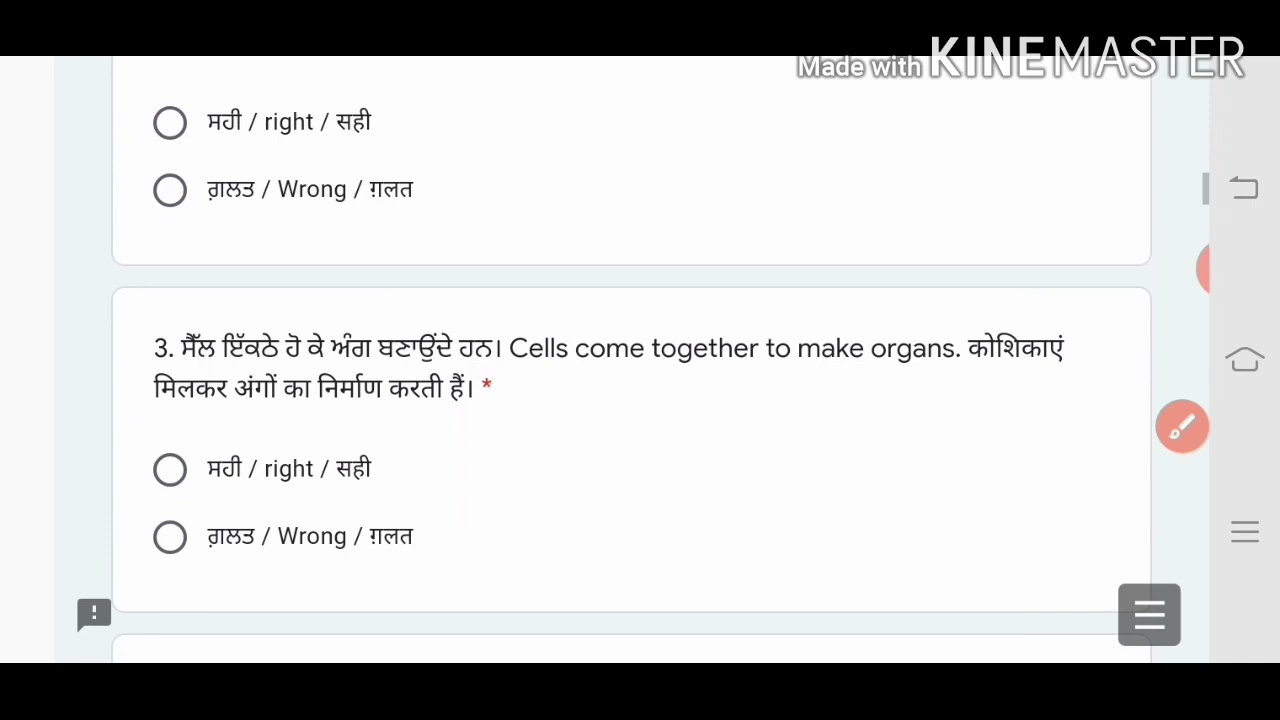 Made with KINEMASTER
ਸਹੀ / right / सही
ਗ਼ਲਤ / Wrong / ग़लत
3. ਸੈੱਲ ਇੱਕਠੇ ਹੋ ਕੇ ਅੰਗ ਬਣਾਉਂਦੇ ਹਨ। Cells come together to make organs. कोशिकाएं
मिलकर अंगों का निर्माण करती हैं। *
ਸਹੀ / right / सही
ਗ਼ਲਤ / Wrong / ग़लत